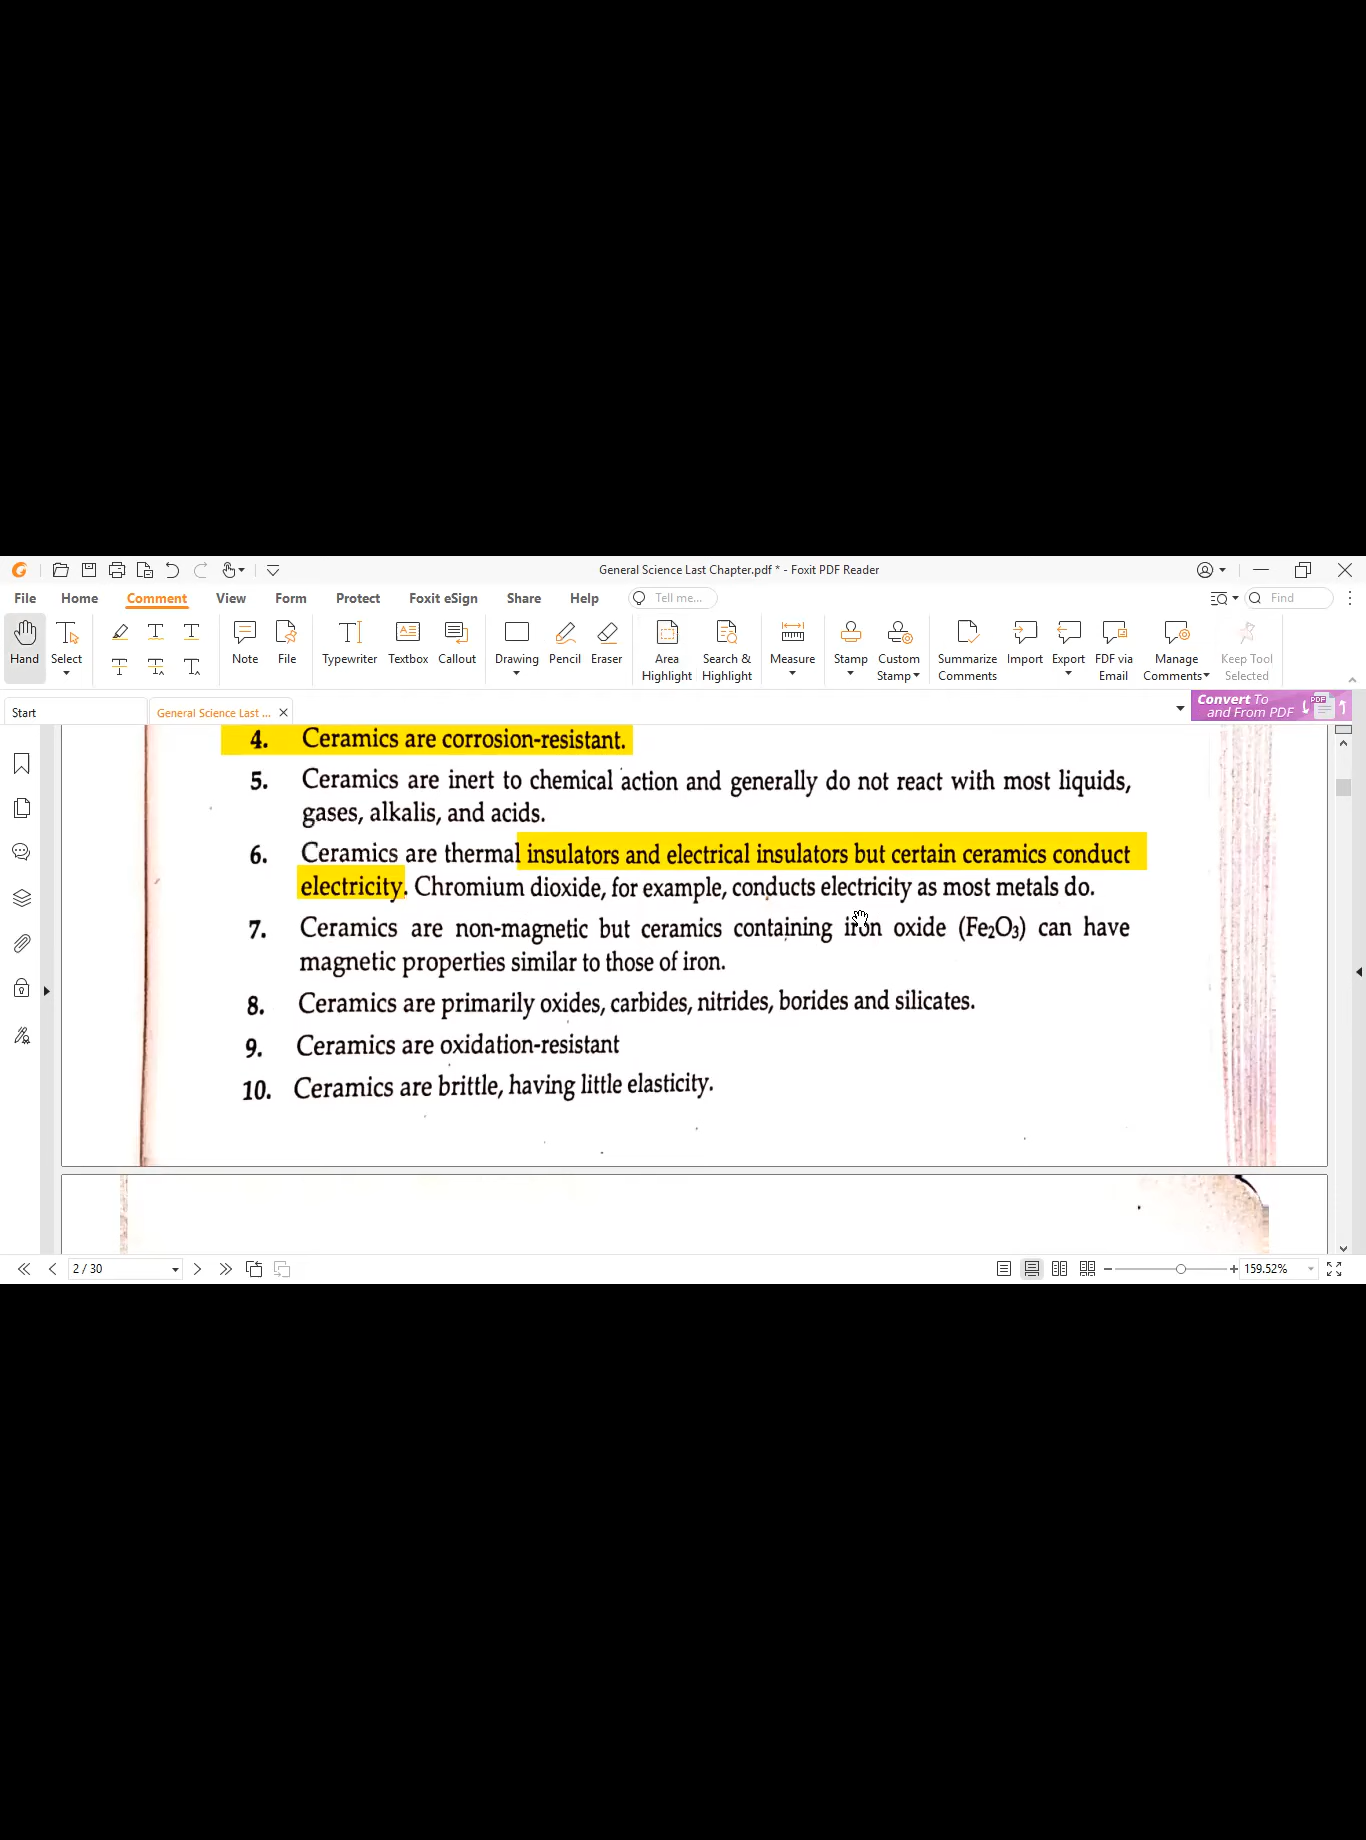 General Science Last Chapter.pdf * - Foxit PDF Reader
File Home Comment View Form Protect Foxit eSign Share Help Tell me... Find
Hand Select Note File Typewriter Textbox Callout Drawing Pencil Eraser Area Highlight Search & Highlight Measure Stamp Custom Stamp Summarize Comments Import Export FDF via Email Manage Comments Keep Tool Selected
Start General Science Last ... Convert To and From PDF PDF
4. Ceramics are corrosion-resistant.
5. Ceramics are inert to chemical action and generally do not react with most liquids,
gases, alkalis, and acids.
6. Ceramics are thermal insulators and electrical insulators but certain ceramics conduct
electricity. Chromium dioxide, for example, conducts electricity as most metals do.
7. Ceramics are non-magnetic but ceramics containing iron oxide (Fe₂O₃) can have
magnetic properties similar to those of iron.
8. Ceramics are primarily oxides, carbides, nitrides, borides and silicates.
9. Ceramics are oxidation-resistant
10. Ceramics are brittle, having little elasticity.
2 / 30 159.52%